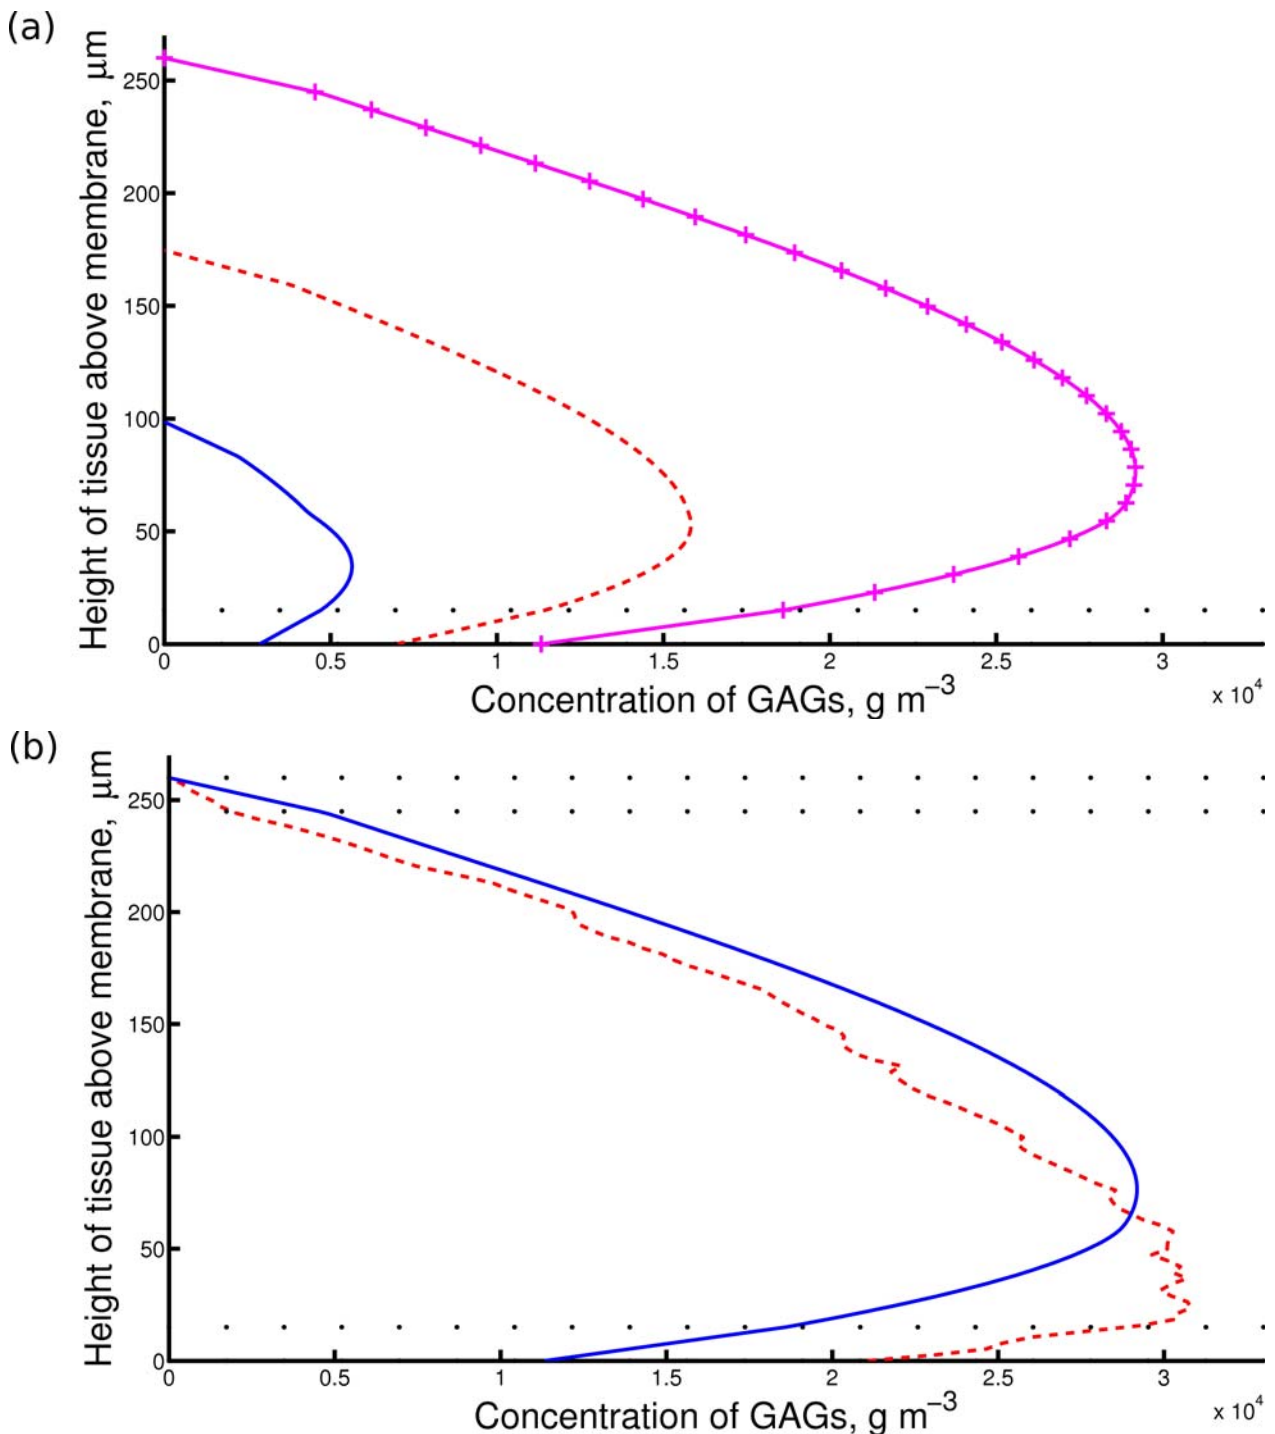 (a)
Height of tissue above membrane, μm
250
200
150
100
50
0
0 0.5 1 1.5 2 2.5 3
x 10⁴
Concentration of GAGs, g m⁻³
(b)
Height of tissue above membrane, μm
250
200
150
100
50
0
0 0.5 1 1.5 2 2.5 3
x 10⁴
Concentration of GAGs, g m⁻³